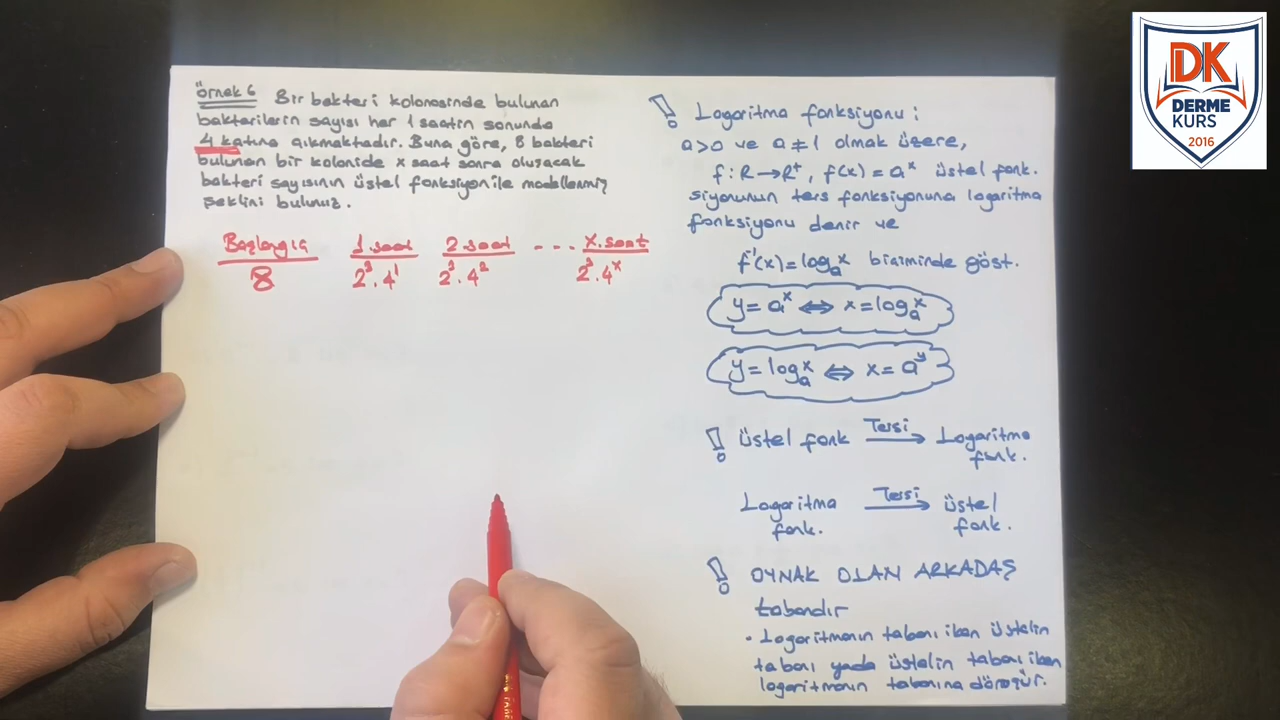 Örnek 6 Bir bakteri kolonosinde bulunan
bakterilerin sayısı her 1 saatin sonunda
4 katına çıkmaktadır. Buna göre, 8 bakteri
bulunan bir kolonide x saat sonra oluşacak
bakteri sayısının üstel fonksiyon ile modellenmiş
şeklini bulunuz.
Başlangıç 1.saat 2.saat ... x.saat
8 2³.4¹ 2³.4² 2³.4ˣ
! Logaritma fonksiyonu:
a>0 ve a≠1 olmak üzere,
f: R→R⁺, f(x)=aˣ üstel fonk.
siyonunun ters fonksiyonuna logaritma
fonksiyonu denir ve
f⁻¹(x)=logₐx biçiminde göst.
y=aˣ ⇔ x=logₐx
y=logₐx ⇔ x=aʸ
! üstel fonk Tersi → Logaritma
fonk.
Logaritma Tersi → üstel
fonk. fonk.
! OYNAK OLAN ARKADAŞ
tabandır
• Logaritmanın tabanı iken üstelin
tabanı yada üstelin tabanı iken
logaritmanın tabanına dönüşür.
DK
DERME
KURS
2016